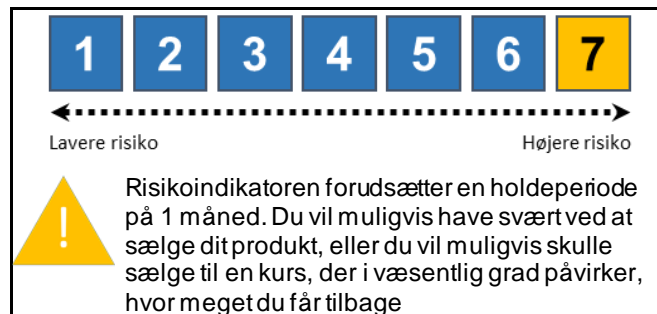 1 2 3 4 5 6 7
Lavere risiko Højere risiko
!
Risikoindikatoren forudsætter en holdeperiode
på 1 måned. Du vil muligvis have svært ved at
sælge dit produkt, eller du vil muligvis skulle
sælge til en kurs, der i væsentlig grad påvirker,
hvor meget du får tilbage